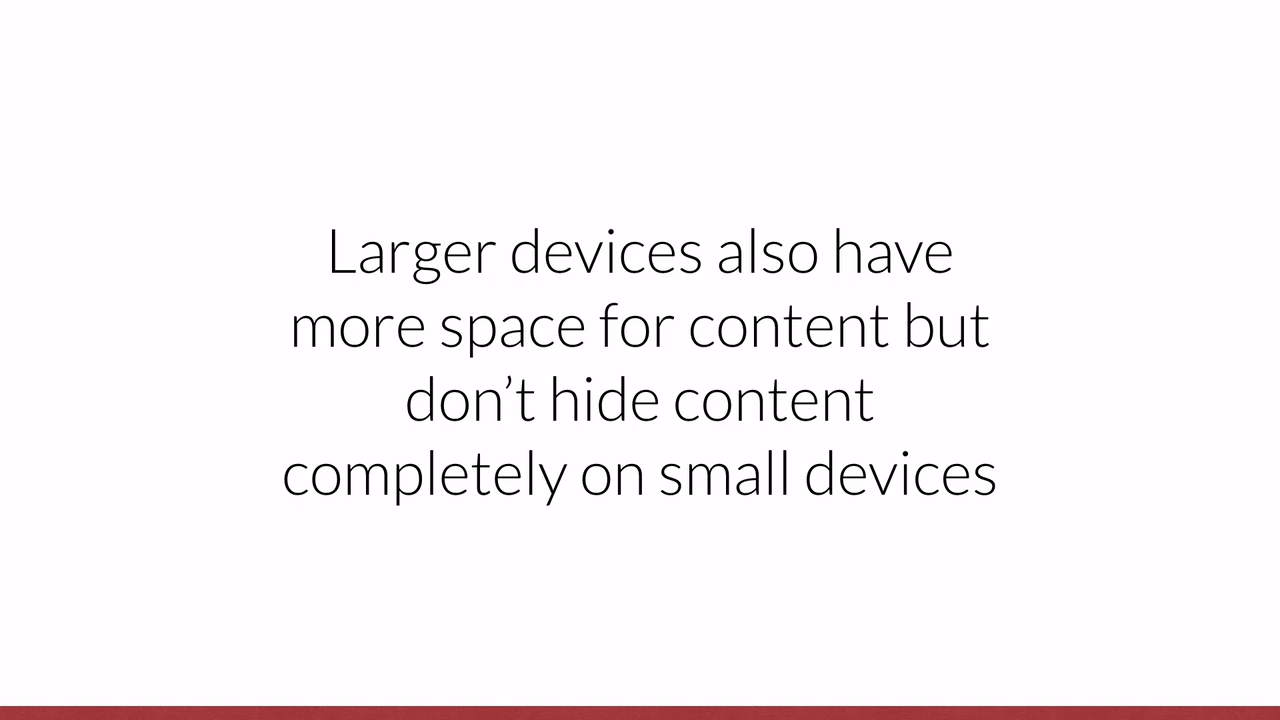 Larger devices also have
more space for content but
don’t hide content
completely on small devices